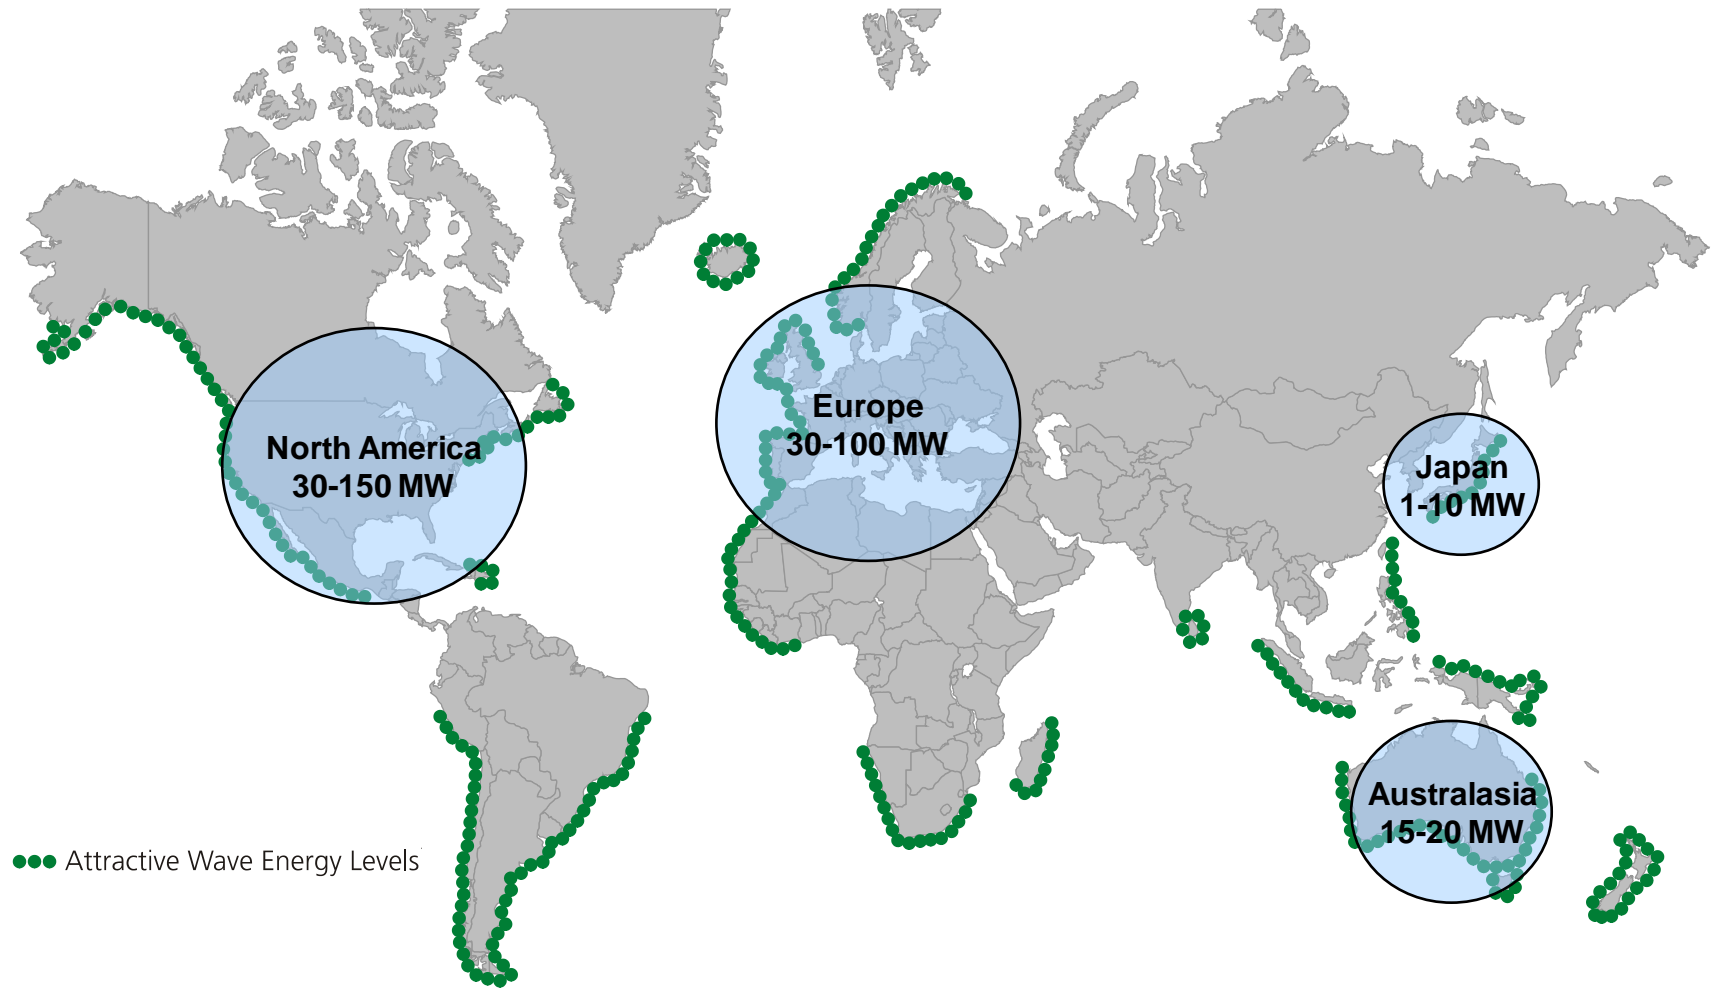 North America
30-150 MW
Europe
30-100 MW
Japan
1-10 MW
Australasia
15-20 MW
Attractive Wave Energy Levels